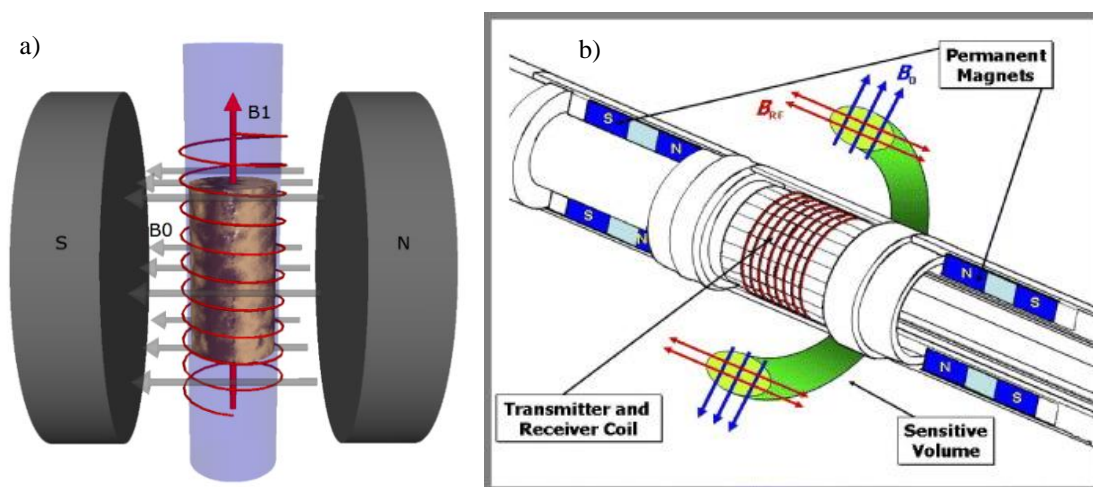 a)
B1
B0
S
N
b)
Permanent
Magnets
B0
BRF
S
N
S
N
N
S
N
S
Transmitter and
Receiver Coil
Sensitive
Volume